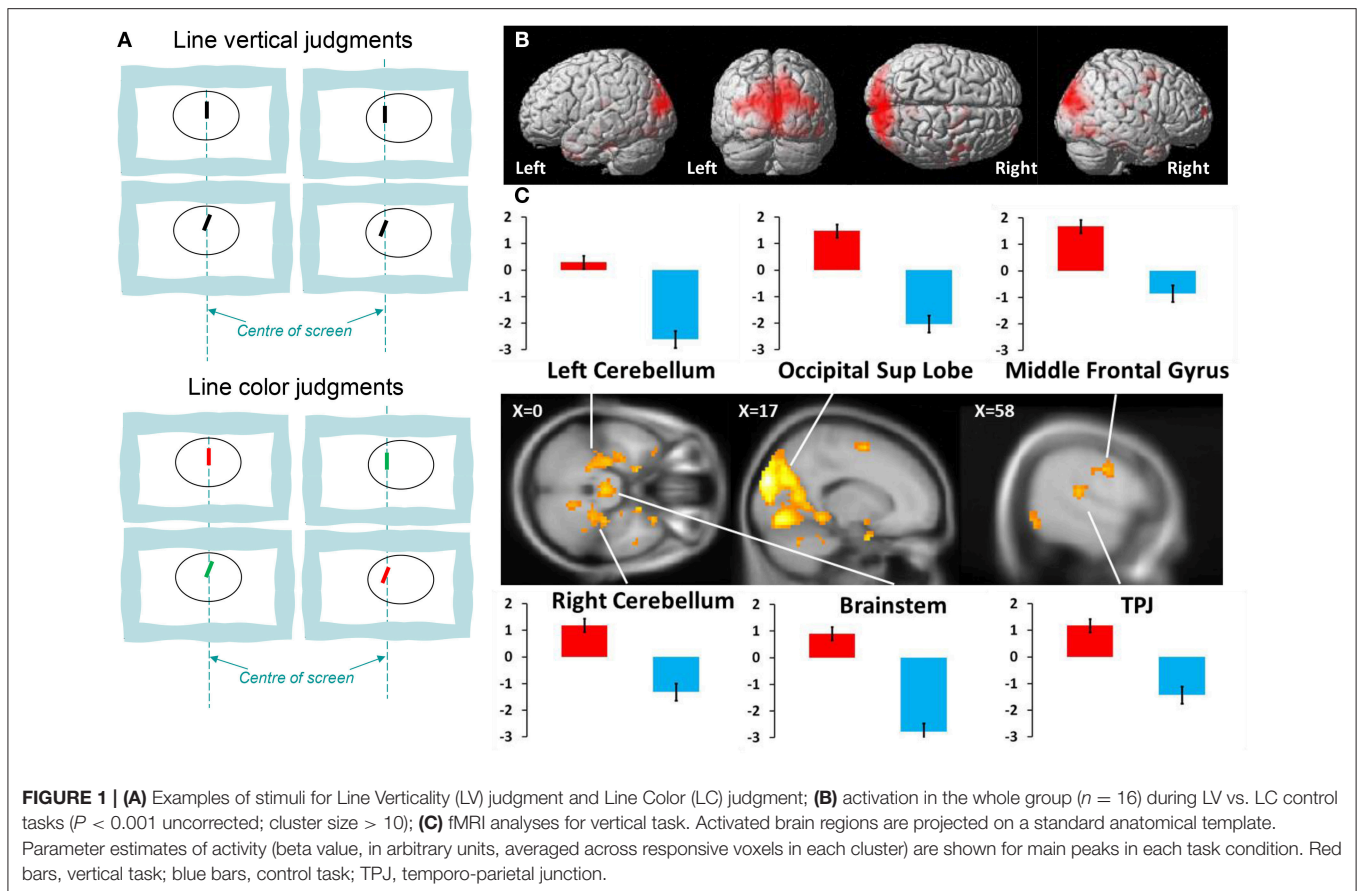 A
Line vertical judgments
Centre of screen
Line color judgments
Centre of screen
B
Left
Left
Right
Right
C
2
1
0
-1
-2
-3
2
1
0
-1
-2
-3
2
1
0
-1
-2
-3
Left Cerebellum
Occipital Sup Lobe
Middle Frontal Gyrus
X=0
X=17
X=58
Right Cerebellum
Brainstem
TPJ
2
1
0
-1
-2
-3
2
1
0
-1
-2
-3
2
1
0
-1
-2
-3
FIGURE 1 | (A) Examples of stimuli for Line Verticality (LV) judgment and Line Color (LC) judgment; (B) activation in the whole group (n = 16) during LV vs. LC control
tasks (P < 0.001 uncorrected; cluster size > 10); (C) fMRI analyses for vertical task. Activated brain regions are projected on a standard anatomical template.
Parameter estimates of activity (beta value, in arbitrary units, averaged across responsive voxels in each cluster) are shown for main peaks in each task condition. Red
bars, vertical task; blue bars, control task; TPJ, temporo-parietal junction.